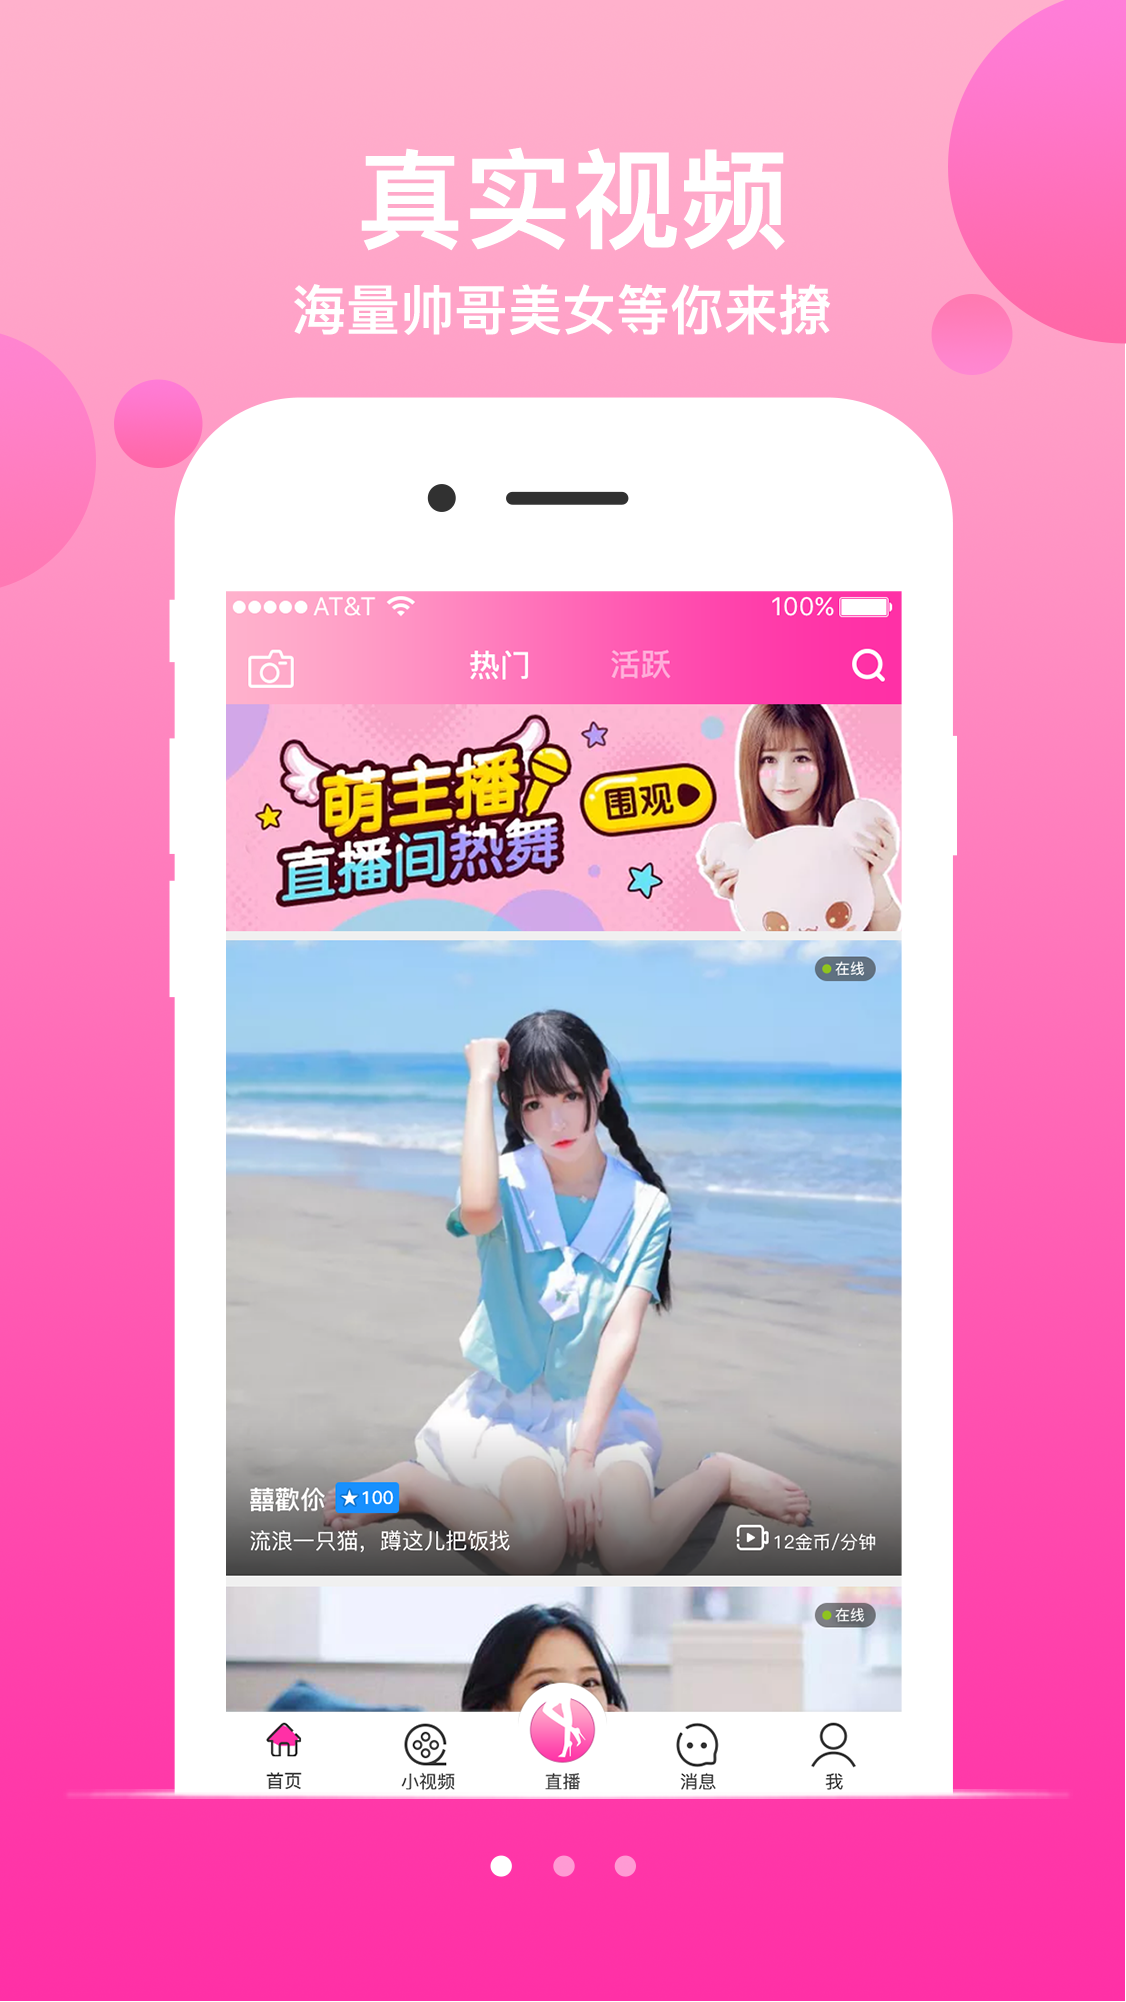 真实视频
海量帅哥美女等你来撩
AT&T 100%
热门 活跃
萌主播
直播间热舞
围观
在线
囍歡伱 ★100
流浪一只猫，蹲这儿把饭找
12金币/分钟
在线
首页 小视频 直播 消息 我